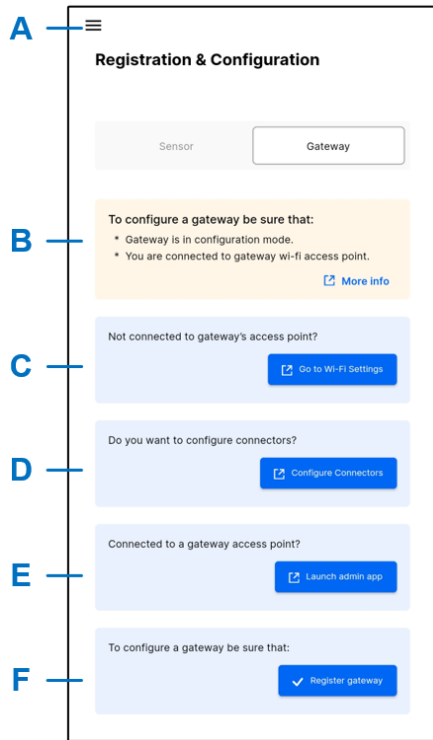 A
Registration & Configuration
Sensor
Gateway
B
To configure a gateway be sure that:
* Gateway is in configuration mode.
* You are connected to gateway wi-fi access point.
More info
C
Not connected to gateway's access point?
Go to Wi-Fi Settings
D
Do you want to configure connectors?
Configure Connectors
E
Connected to a gateway access point?
Launch admin app
F
To configure a gateway be sure that:
Register gateway